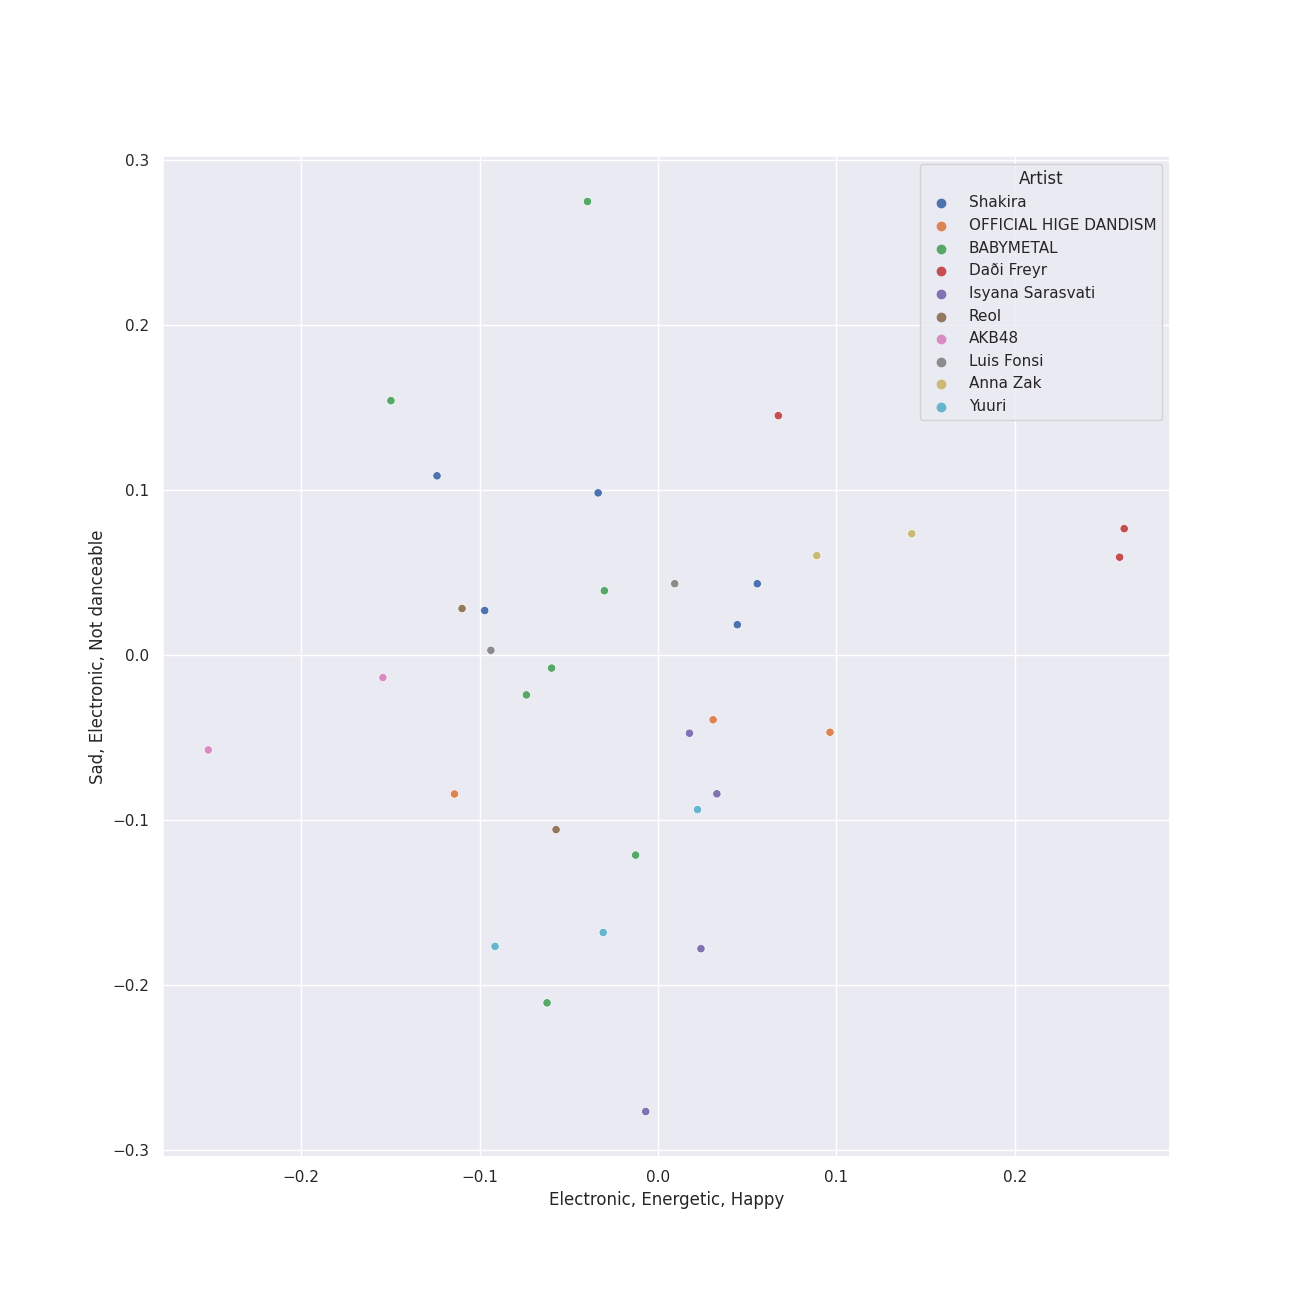 0.3
0.2
0.1
0.0
−0.1
−0.2
−0.3
Sad, Electronic, Not danceable
Artist
Shakira
OFFICIAL HIGE DANDISM
BABYMETAL
Daði Freyr
Isyana Sarasvati
Reol
AKB48
Luis Fonsi
Anna Zak
Yuuri
−0.2 −0.1 0.0 0.1 0.2
Electronic, Energetic, Happy